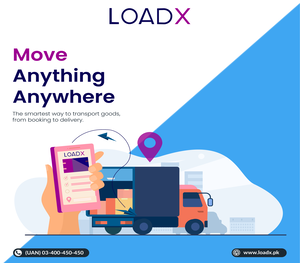 LOADX
Move
Anything
Anywhere
The smartest way to transport goods,
from booking to delivery.
LOADX
(UAN) 03-400-450-450
www.loadx.pk